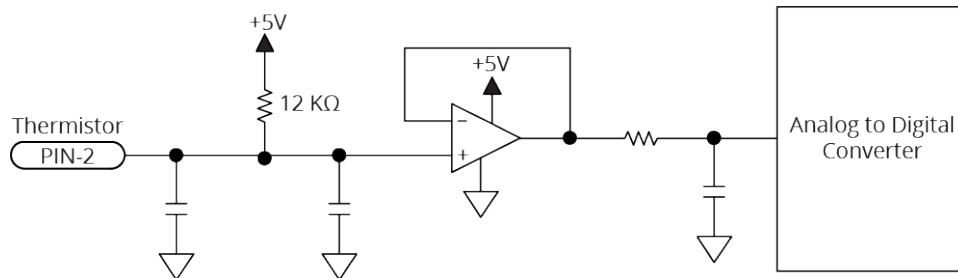 +5V
12 KΩ
Thermistor
PIN-2
+5V
−
+
Analog to Digital
Converter